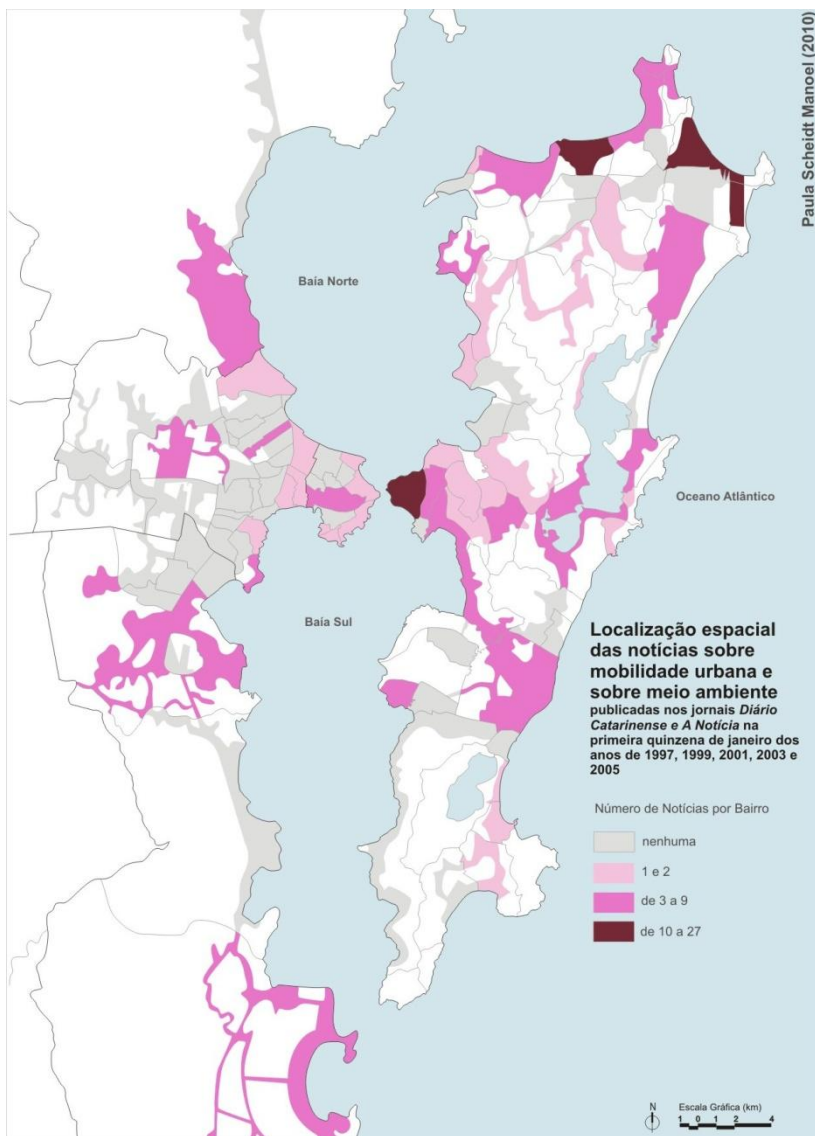 Paula Scheidt Manoel (2010)
Baía Norte
Oceano Atlântico
Baía Sul
Localização espacial
das notícias sobre
mobilidade urbana e
sobre meio ambiente
publicadas nos jornais Diário
Catarinense e A Notícia na
primeira quinzena de janeiro dos
anos de 1997, 1999, 2001, 2003 e
2005
Número de Notícias por Bairro
nenhuma
1 e 2
de 3 a 9
de 10 a 27
N
Escala Gráfica (km)
1 0 1 2 4